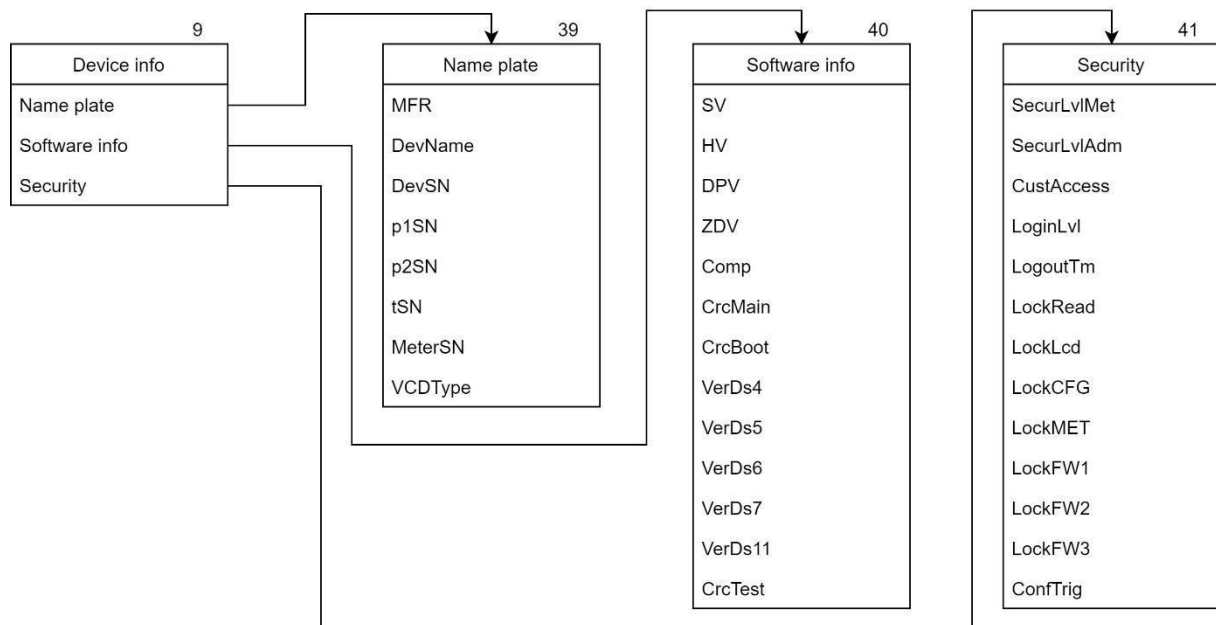 9
Device info
Name plate
Software info
Security
39
Name plate
MFR
DevName
DevSN
p1SN
p2SN
tSN
MeterSN
VCDType
40
Software info
SV
HV
DPV
ZDV
Comp
CrcMain
CrcBoot
VerDs4
VerDs5
VerDs6
VerDs7
VerDs11
CrcTest
41
Security
SecurLvlMet
SecurLvlAdm
CustAccess
LoginLvl
LogoutTm
LockRead
LockLcd
LockCFG
LockMET
LockFW1
LockFW2
LockFW3
ConfTrig